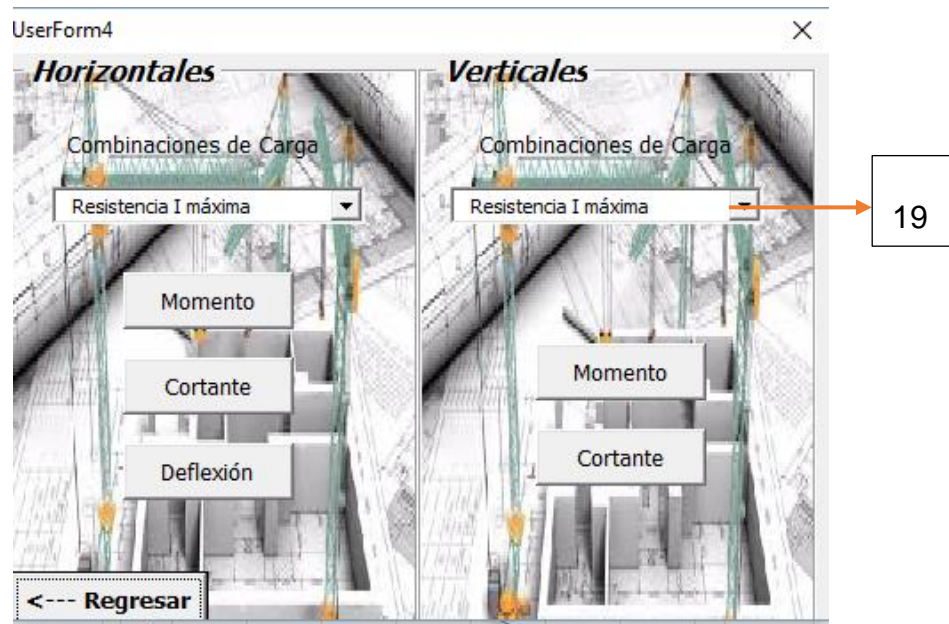 UserForm4
Horizontales
Combinaciones de Carga
Resistencia I máxima
Momento
Cortante
Deflexión
<--- Regresar
Verticales
Combinaciones de Carga
Resistencia I máxima
Momento
Cortante
19